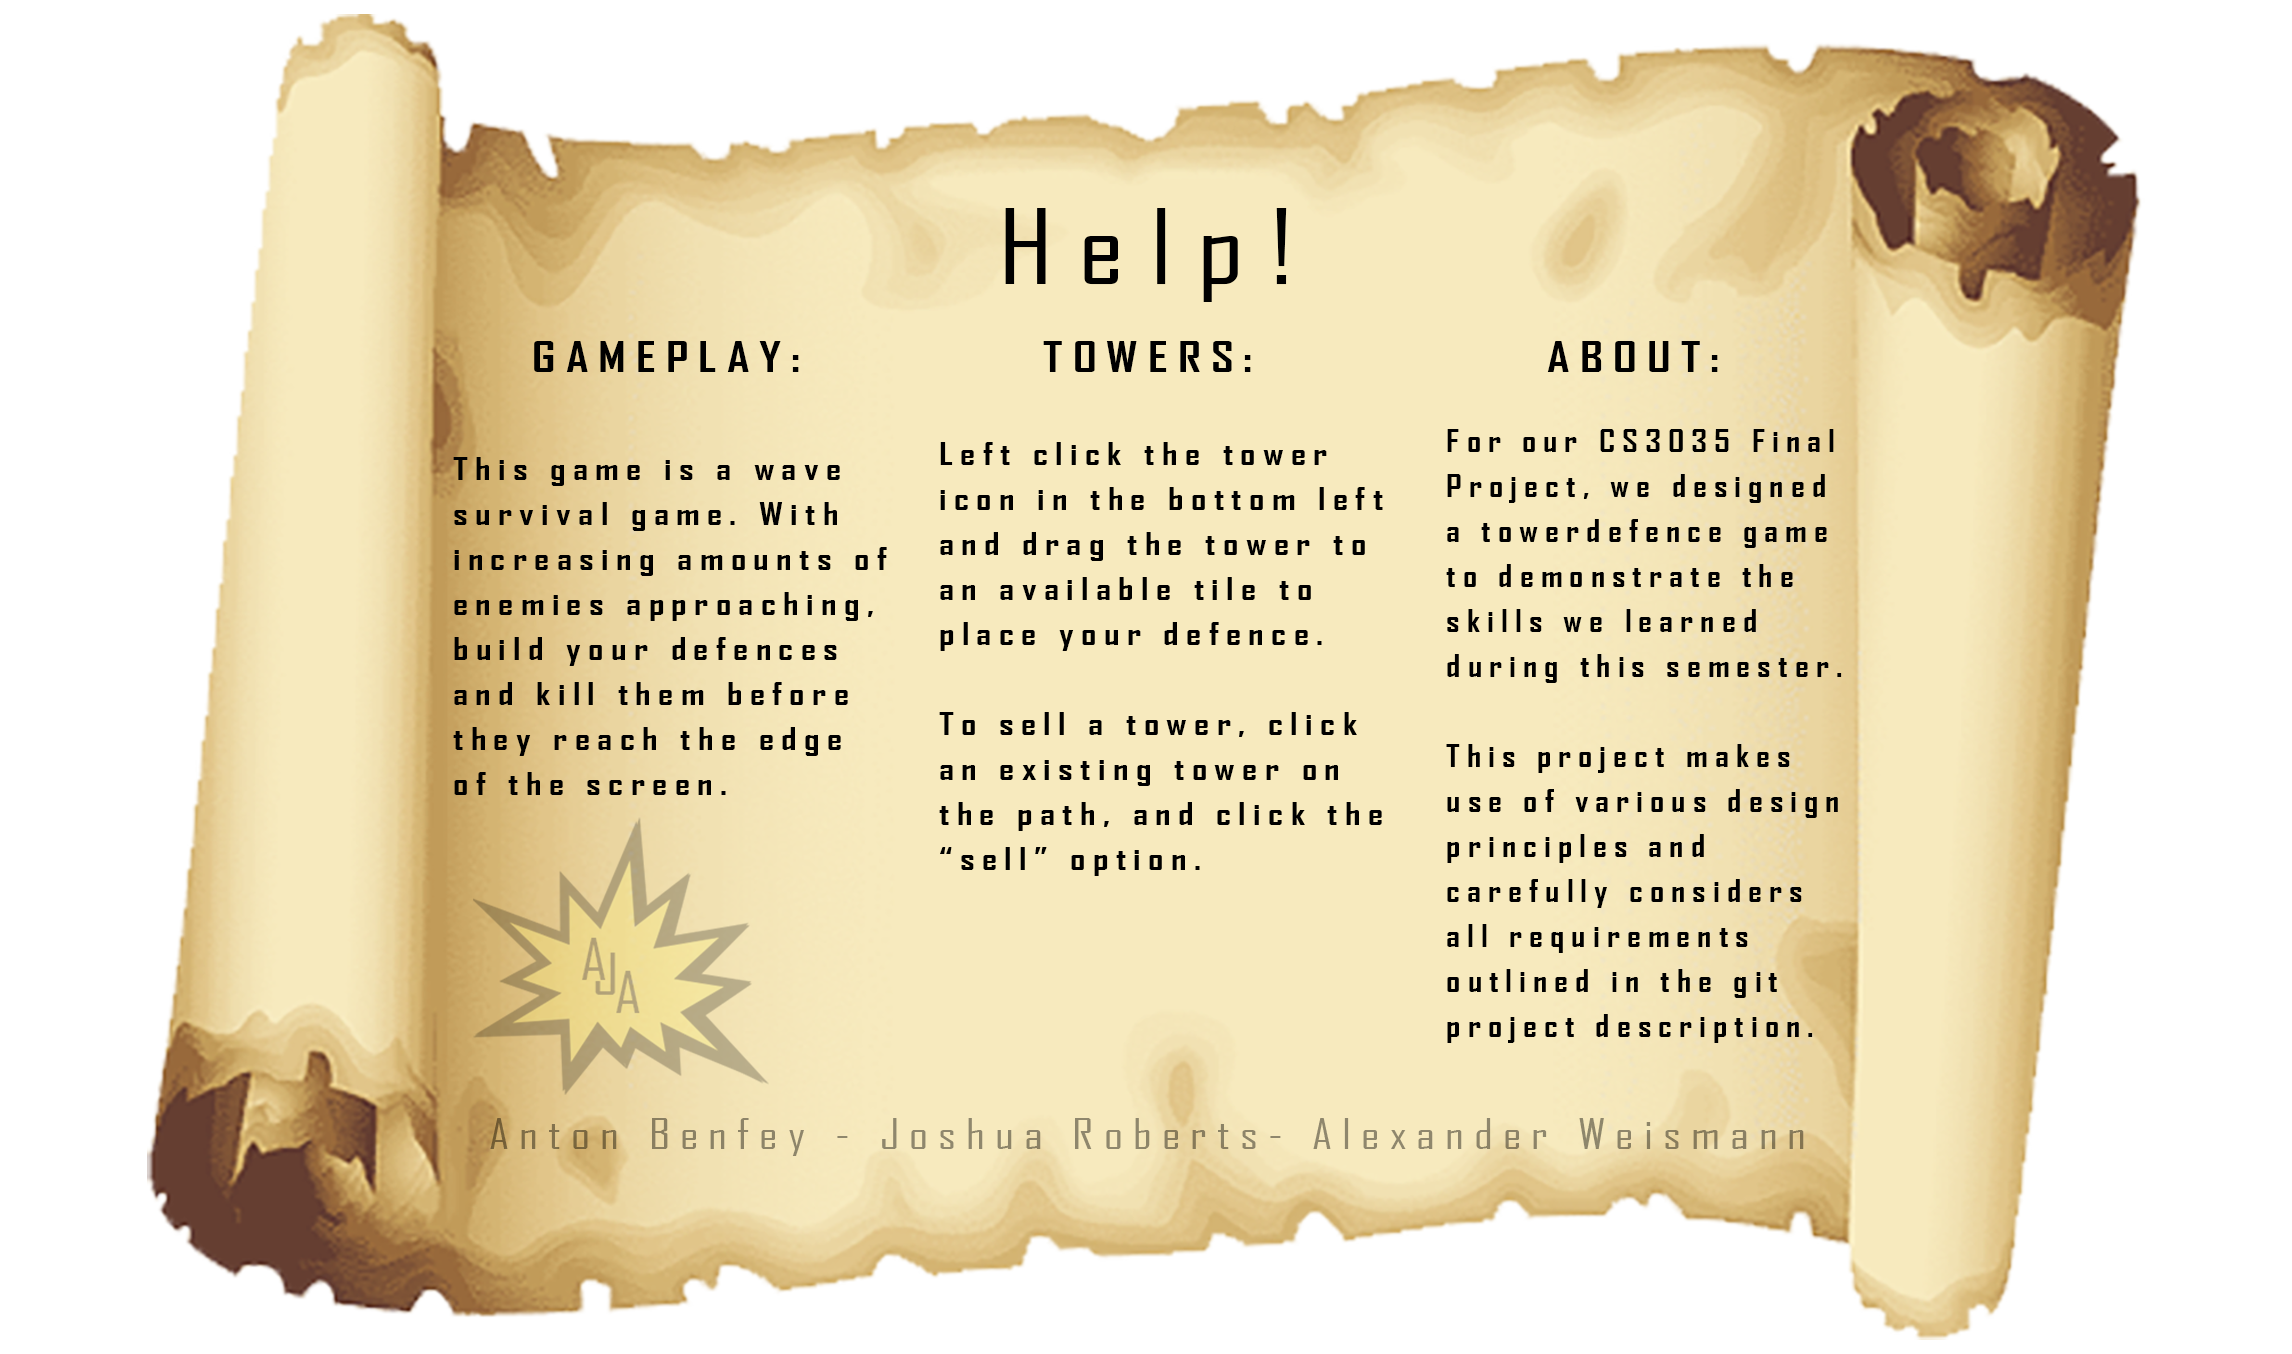 Help!
GAMEPLAY:
This game is a wave
survival game. With
increasing amounts of
enemies approaching,
build your defences
and kill them before
they reach the edge
of the screen.
TOWERS:
Left click the tower
icon in the bottom left
and drag the tower to
an available tile to
place your defence.
To sell a tower, click
an existing tower on
the path, and click the
“sell” option.
ABOUT:
For our CS3035 Final
Project, we designed
a towerdefence game
to demonstrate the
skills we learned
during this semester.
This project makes
use of various design
principles and
carefully considers
all requirements
outlined in the git
project description.
AJA
Anton Benfey - Joshua Roberts- Alexander Weismann